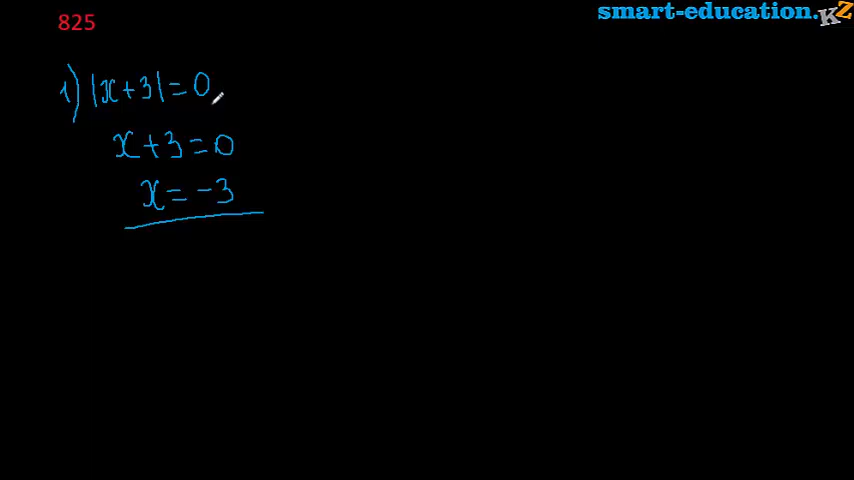 825
smart-education.KZ
1) |x+3|=0
x+3=0
x=-3